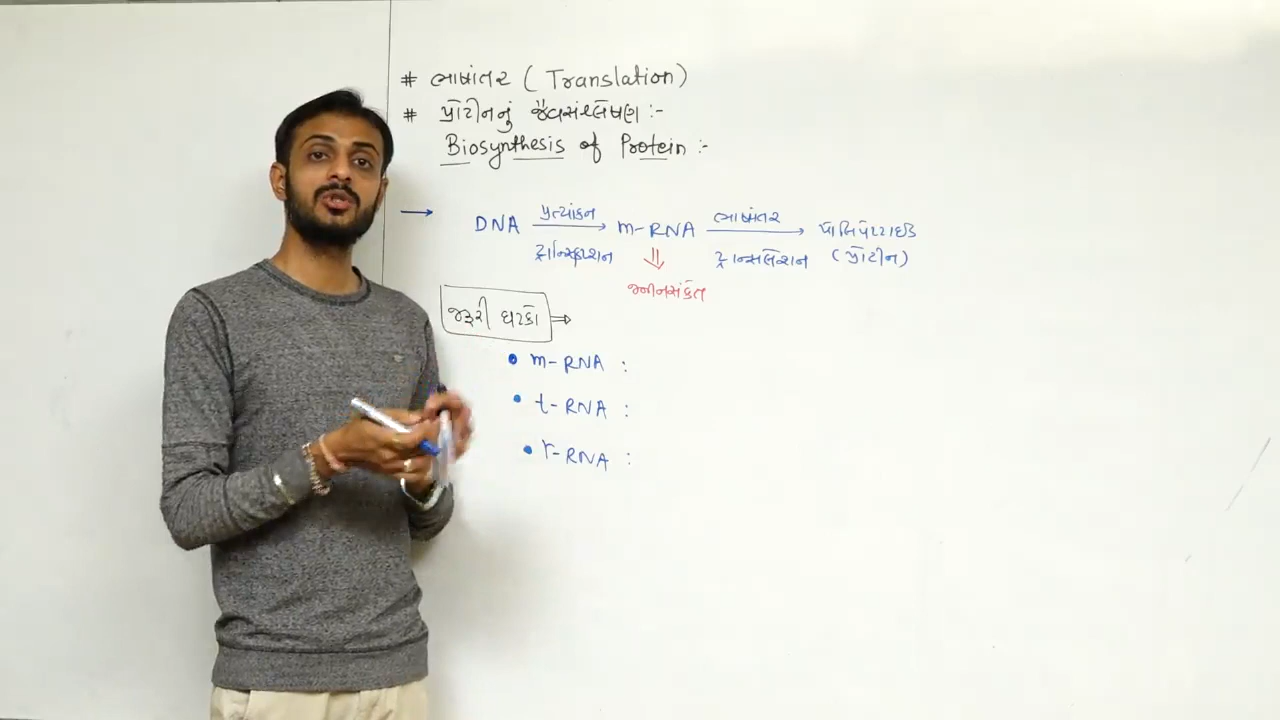 # ભાષાંતર ( Translation )
# પ્રોટીનનું જૈવસંશ્લેષણ :-
Biosynthesis of Protein :-
→ DNA પ્રત્યાંકન ટ્રાન્સ્ક્રિપ્શન → m-RNA ભાષાંતર ટ્રાન્સલેશન → પોલિપેપ્ટાઈડ (પ્રોટીન)
⇓
જનીનસંકેત
જરૂરી ઘટકો ⇒
• m-RNA :
• t-RNA :
• r-RNA :